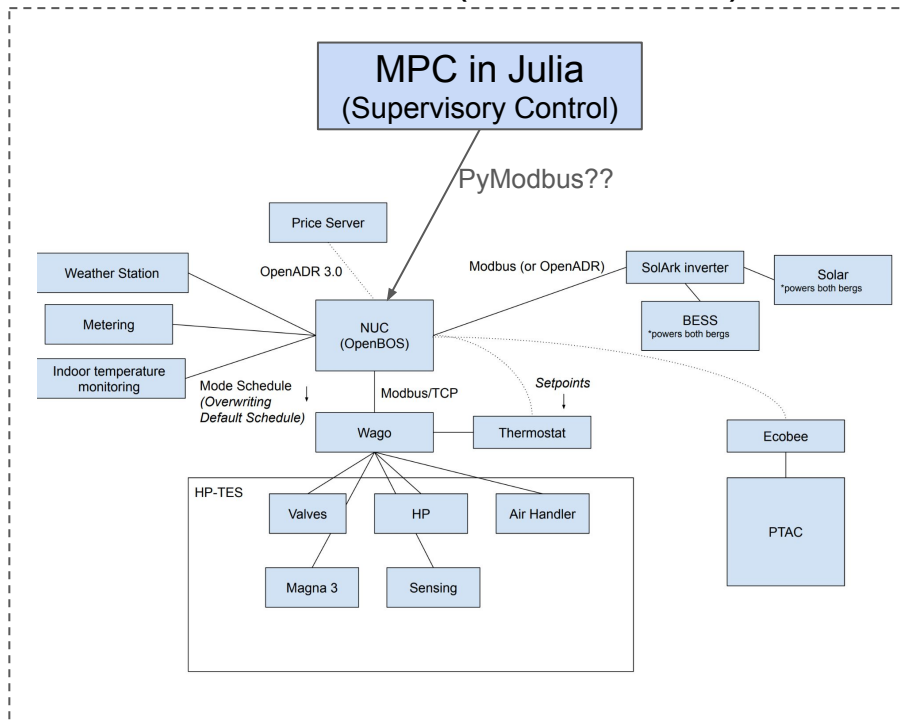 MPC in Julia
(Supervisory Control)
PyModbus??
Price Server
OpenADR 3.0
Weather Station
Metering
Indoor temperature
monitoring
NUC
(OpenBOS)
Modbus (or OpenADR)
SolArk inverter
Solar
*powers both bergs
BESS
*powers both bergs
Mode Schedule
(Overwriting
Default Schedule)
Modbus/TCP
Setpoints
Wago
Thermostat
Ecobee
PTAC
HP-TES
Valves
HP
Air Handler
Magna 3
Sensing